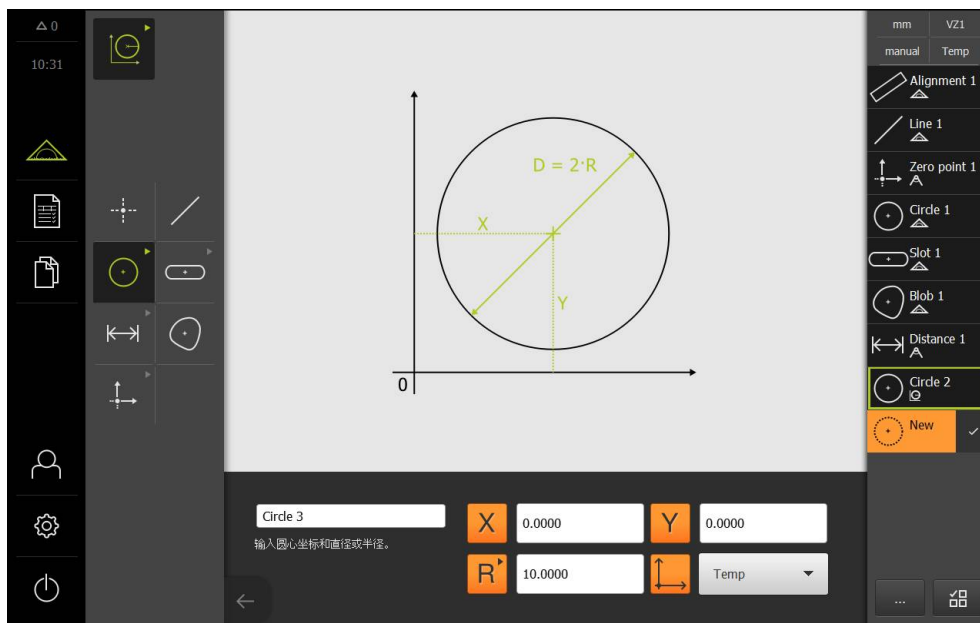 0
10:31
D = 2·R
X
Y
0
Circle 3
输入圆心坐标和直径或半径。
X
0.0000
Y
0.0000
R
10.0000
Temp
mm
VZ1
manual
Temp
Alignment 1
Line 1
Zero point 1
Circle 1
Slot 1
Blob 1
Distance 1
Circle 2
New
...